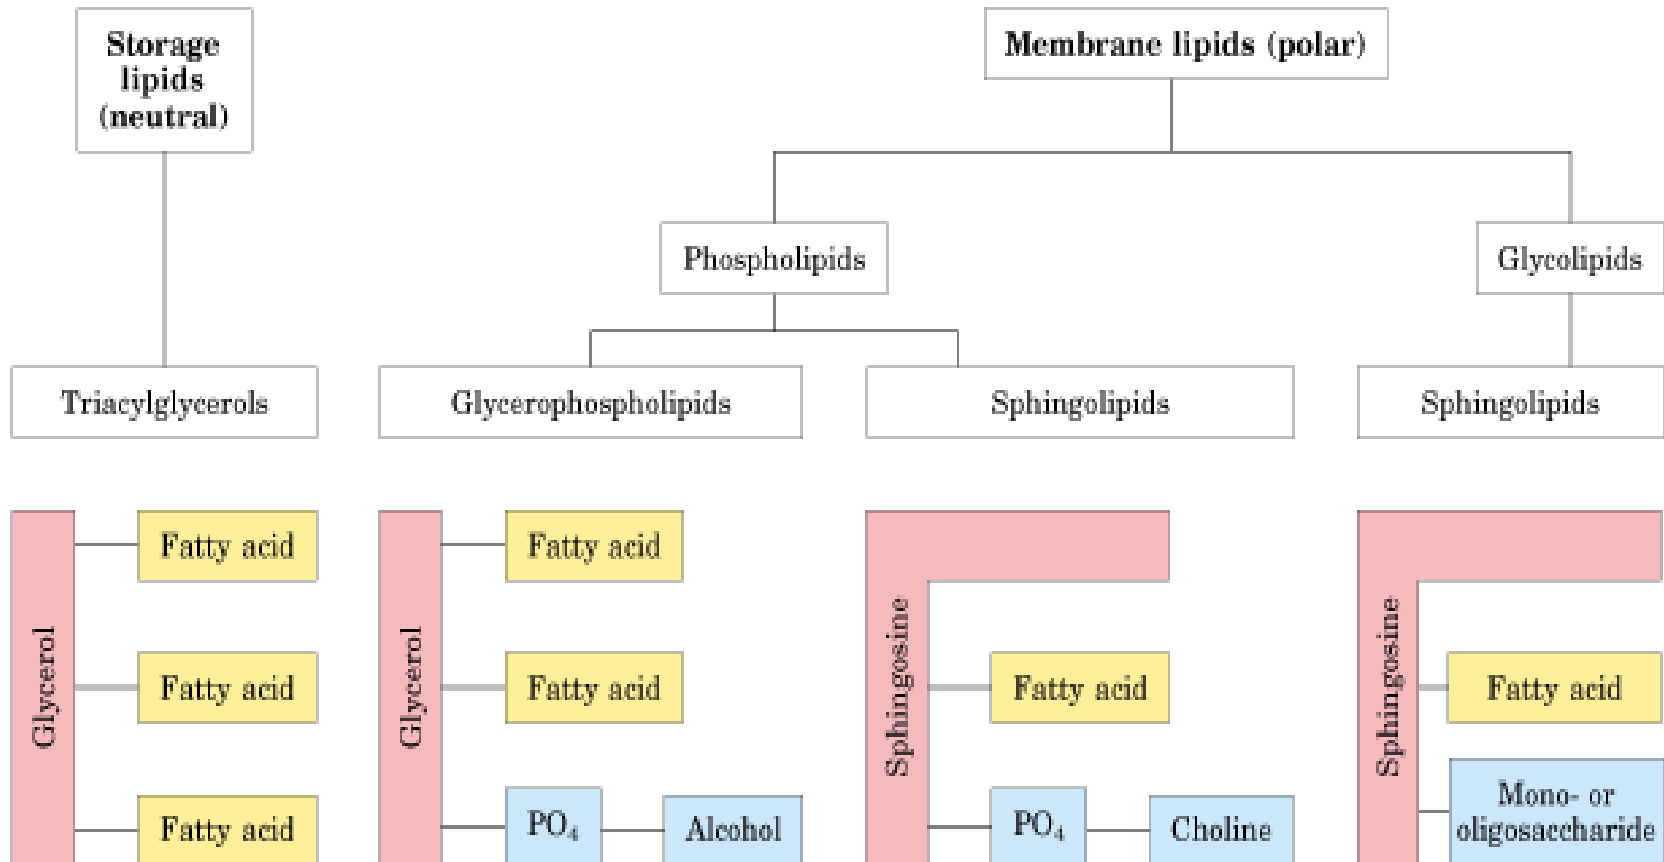 Storage
lipids
(neutral)
Membrane lipids (polar)
Phospholipids
Glycolipids
Triacylglycerols
Glycerophospholipids
Sphingolipids
Sphingolipids
Glycerol
Fatty acid
Fatty acid
Fatty acid
Glycerol
Fatty acid
Fatty acid
PO₄
Alcohol
Sphingosine
Fatty acid
PO₄
Choline
Sphingosine
Fatty acid
Mono- or
oligosaccharide